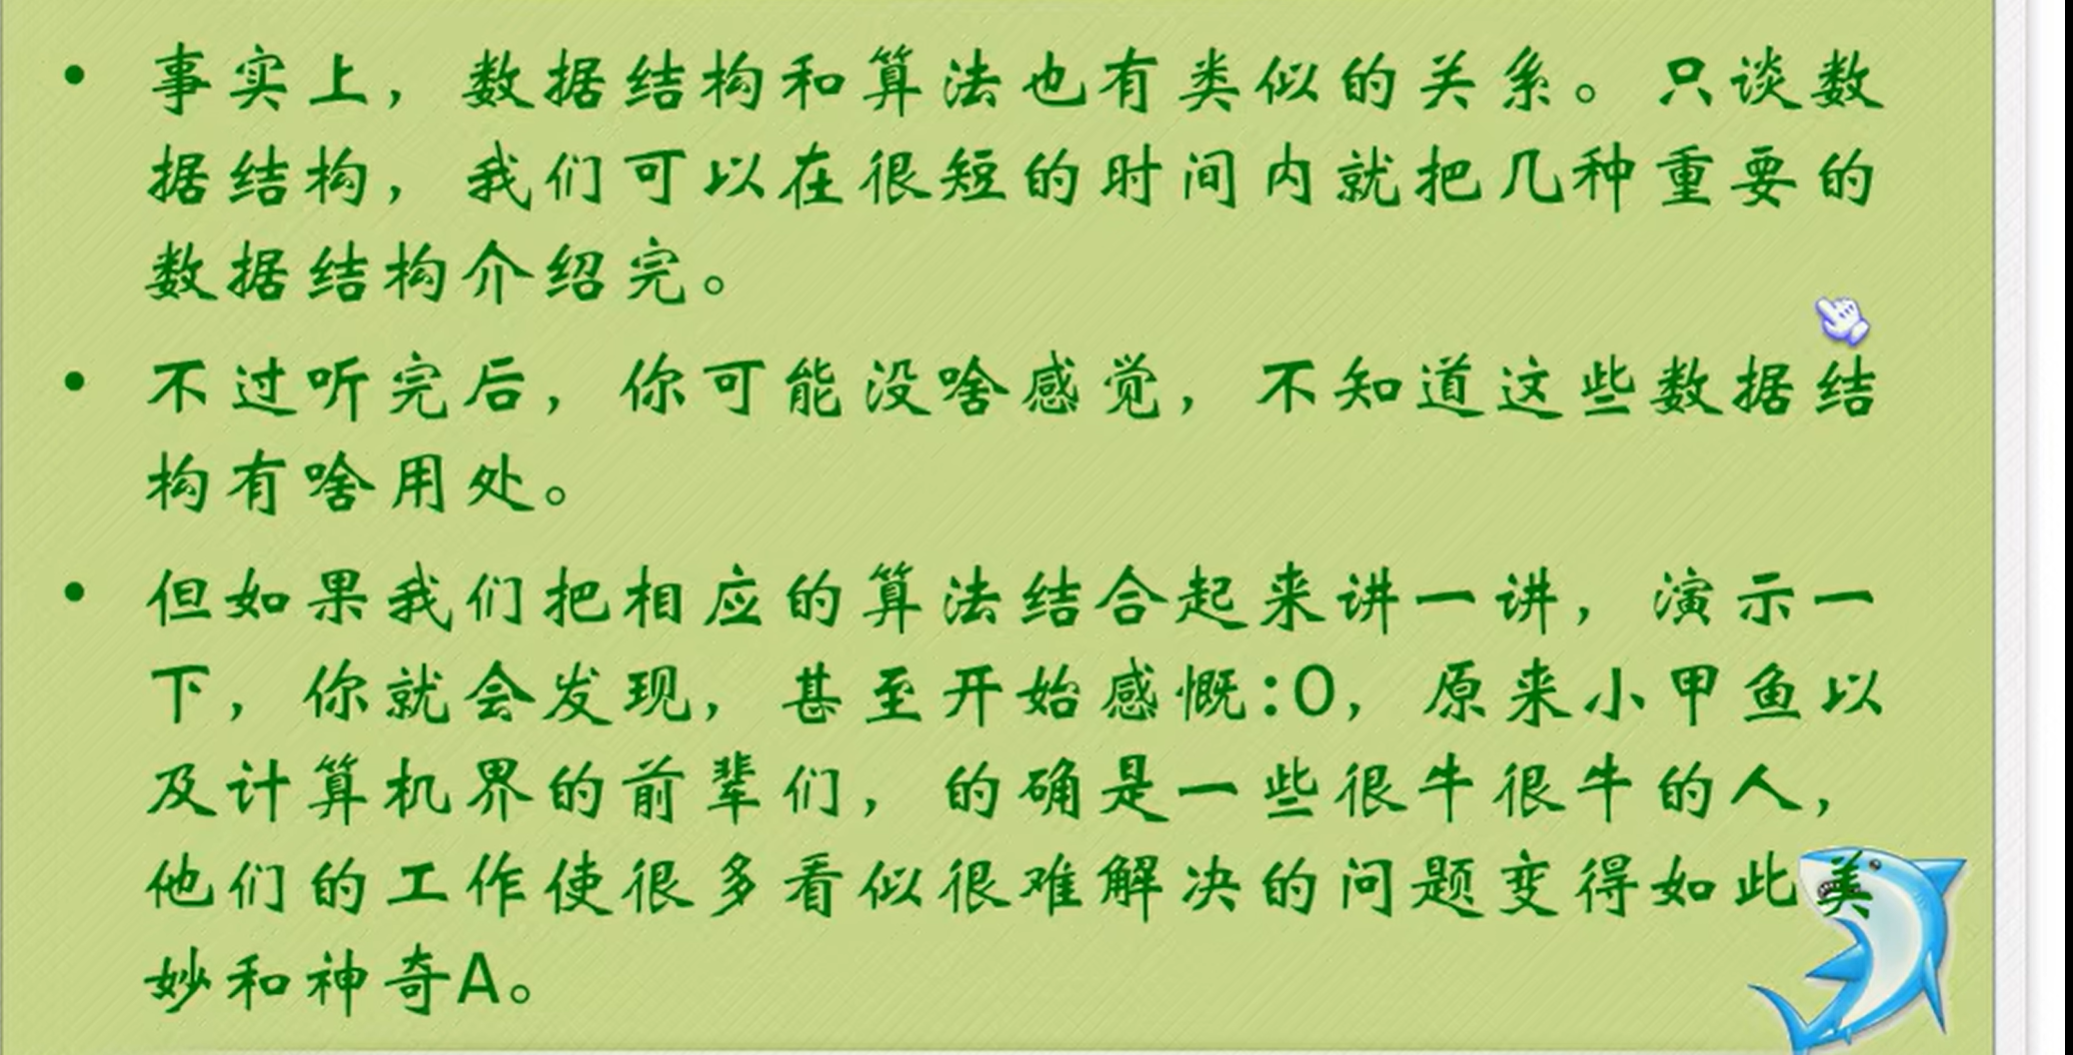 • 事实上，数据结构和算法也有类似的关系。只谈数
据结构，我们可以在很短的时间内就把几种重要的
数据结构介绍完。
• 不过听完后，你可能没啥感觉，不知道这些数据结
构有啥用处。
• 但如果我们把相应的算法结合起来讲一讲，演示一
下，你就会发现，甚至开始感慨:O，原来小甲鱼以
及计算机界的前辈们，的确是一些很牛很牛的人，
他们的工作使很多看似很难解决的问题变得如此美
妙和神奇A。